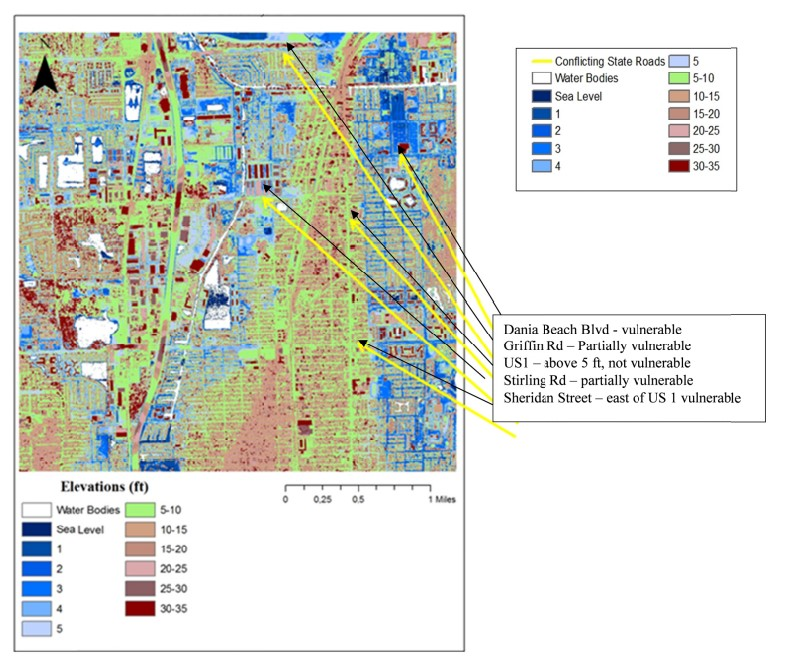 N
Conflicting State Roads
Water Bodies
Sea Level
1
2
3
4
5
5-10
10-15
15-20
20-25
25-30
30-35
Dania Beach Blvd - vulnerable
Griffin Rd – Partially vulnerable
US1 – above 5 ft, not vulnerable
Stirling Rd – partially vulnerable
Sheridan Street – east of US 1 vulnerable
Elevations (ft)
Water Bodies
Sea Level
1
2
3
4
5
5-10
10-15
15-20
20-25
25-30
30-35
0 0,25 0.5 1 Miles